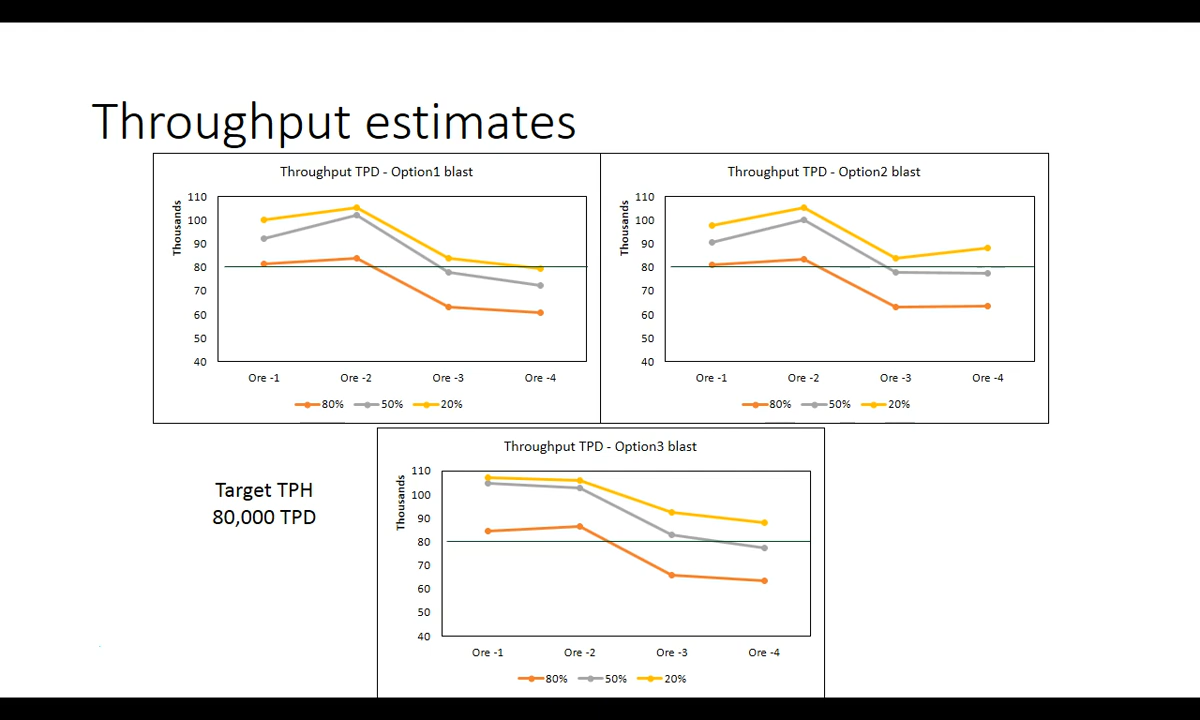 Throughput estimates
Throughput TPD - Option1 blast
Thousands
110
100
90
80
70
60
50
40
Ore -1 Ore -2 Ore -3 Ore -4
80% 50% 20%
Throughput TPD - Option2 blast
Thousands
110
100
90
80
70
60
50
40
Ore -1 Ore -2 Ore -3 Ore -4
80% 50% 20%
Target TPH
80,000 TPD
Throughput TPD - Option3 blast
Thousands
110
100
90
80
70
60
50
40
Ore -1 Ore -2 Ore -3 Ore -4
80% 50% 20%